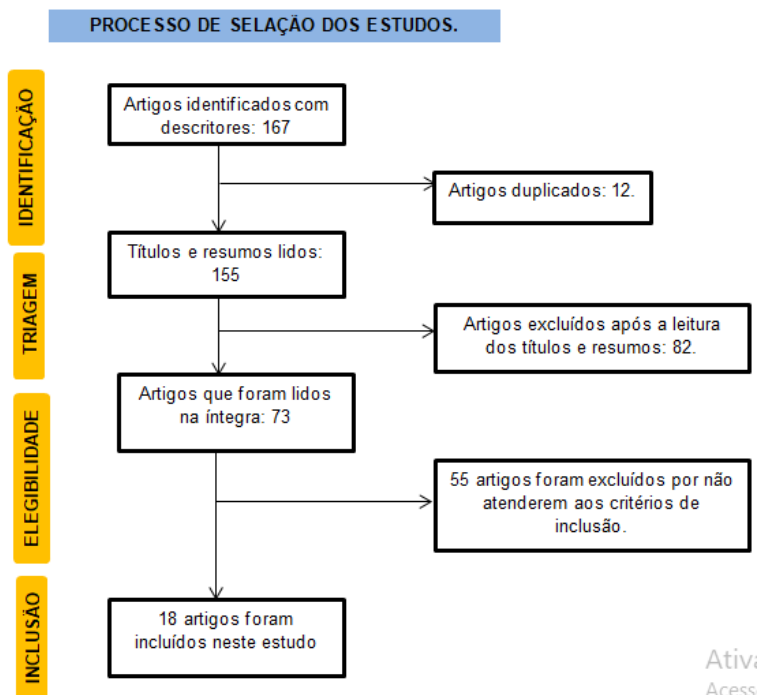 PROCESSO DE SELAÇÃO DOS ESTUDOS.
IDENTIFICAÇÃO
Artigos identificados com
descritores: 167
Artigos duplicados: 12.
Títulos e resumos lidos:
155
TRIAGEM
Artigos excluídos após a leitura
dos títulos e resumos: 82.
Artigos que foram lidos
na íntegra: 73
ELEGIBILIDADE
55 artigos foram excluídos por não
atenderem aos critérios de
inclusão.
INCLUSÃO
18 artigos foram
incluídos neste estudo